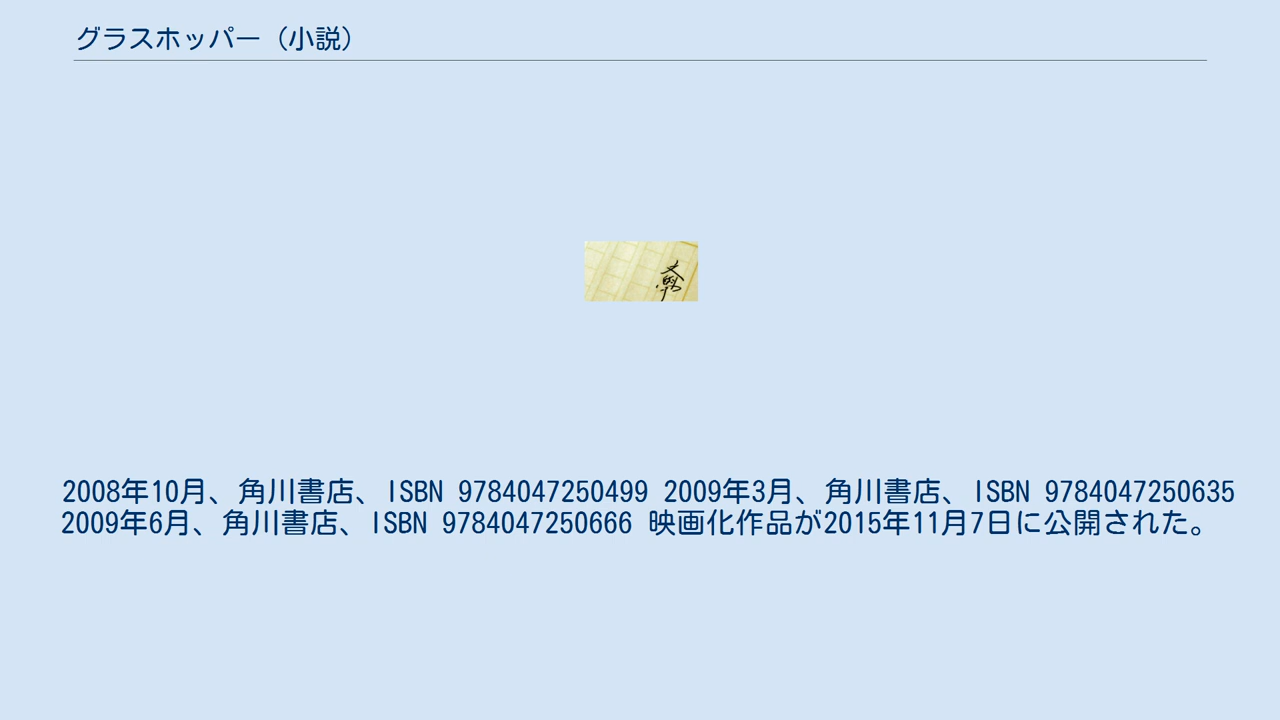 グラスホッパー（小説）
2008年10月、角川書店、ISBN 9784047250499 2009年3月、角川書店、ISBN 9784047250635
2009年6月、角川書店、ISBN 9784047250666 映画化作品が2015年11月7日に公開された。